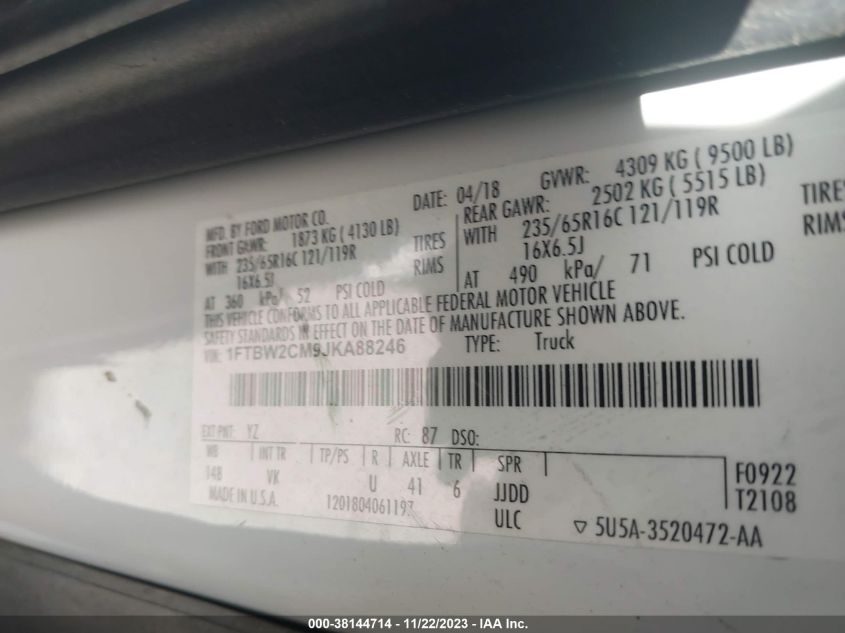 MFD. BY FORD MOTOR CO.
DATE: 04/18 GVWR: 4309 KG ( 9500 LB)
FRONT GAWR: 1873 KG ( 4130 LB)
REAR GAWR: 2502 KG ( 5515 LB)
WITH 235/65R16C 121/119R TIRES
WITH 235/65R16C 121/119R TIRES
16X6.5J RIMS
16X6.5J RIMS
AT 360 kPa/ 52 PSI COLD
AT 490 kPa/ 71 PSI COLD
THIS VEHICLE CONFORMS TO ALL APPLICABLE FEDERAL MOTOR VEHICLE
SAFETY STANDARDS IN EFFECT ON THE DATE OF MANUFACTURE SHOWN ABOVE.
VIN: 1FTBW2CM9JKA88246 TYPE: Truck
EXT PNT: YZ RC: 87 DSO:
WB INT TR TP/PS R AXLE TR SPR
148 VK U 41 6 JJDD
F0922
T2108
MADE IN U.S.A. 1201804061197 ULC
5U5A-3520472-AA
000-38144714 - 11/22/2023 - IAA Inc.